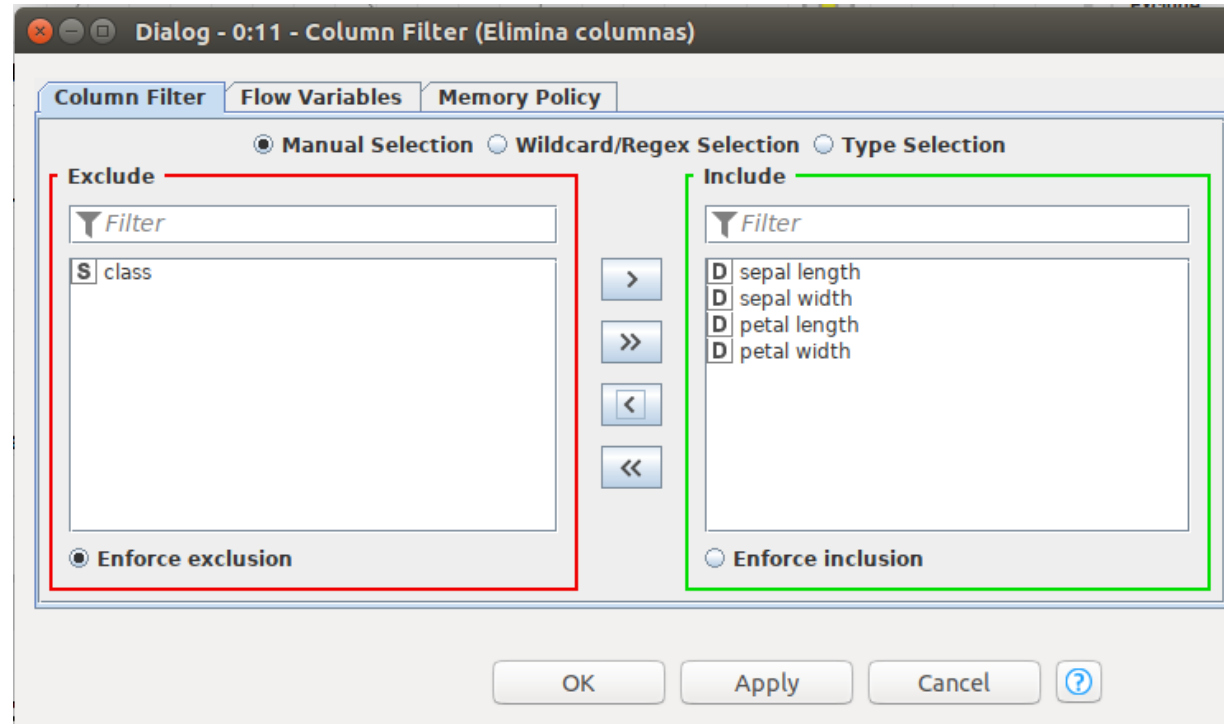 Dialog - 0:11 - Column Filter (Elimina columnas)
Column Filter Flow Variables Memory Policy
Manual Selection Wildcard/Regex Selection Type Selection
Exclude
Filter
S class
Enforce exclusion
>
>>
<
<<
Include
Filter
D sepal length
D sepal width
D petal length
D petal width
Enforce inclusion
OK Apply Cancel ?